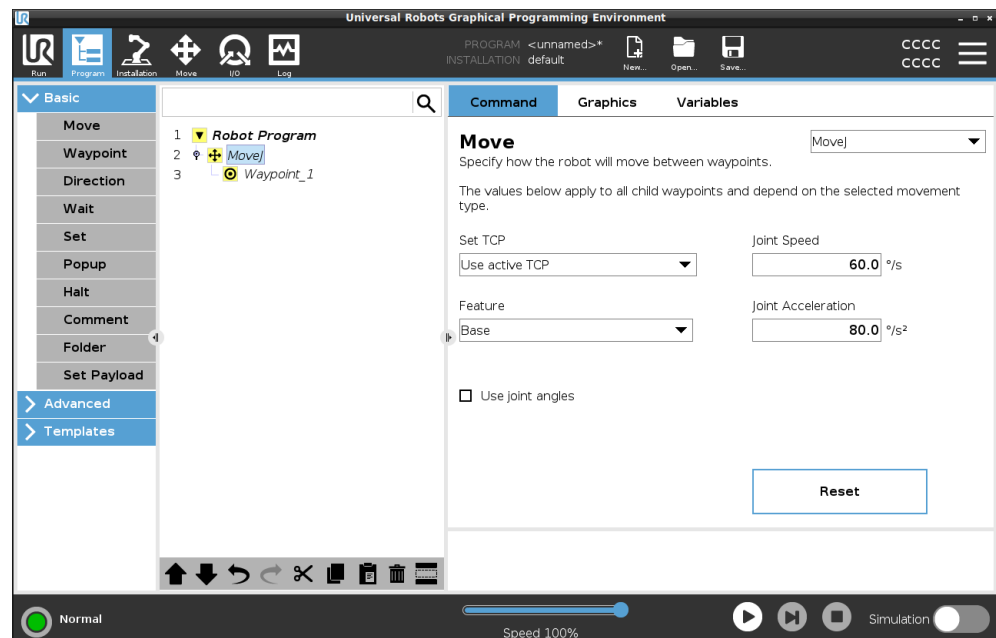 Universal Robots Graphical Programming Environment
UR
Run
Program
Installation
Move
I/O
Log
PROGRAM <unnamed>*
INSTALLATION default
New...
Open...
Save...
CCCC
CCCC
Basic
Move
Waypoint
Direction
Wait
Set
Popup
Halt
Comment
Folder
Set Payload
Advanced
Templates
1 Robot Program
2 MoveJ
3 Waypoint_1
Command Graphics Variables
Move
MoveJ
Specify how the robot will move between waypoints.
The values below apply to all child waypoints and depend on the selected movement
type.
Set TCP
Use active TCP
Joint Speed
60.0 °/s
Feature
Base
Joint Acceleration
80.0 °/s²
Use joint angles
Reset
Normal
Speed 100%
Simulation